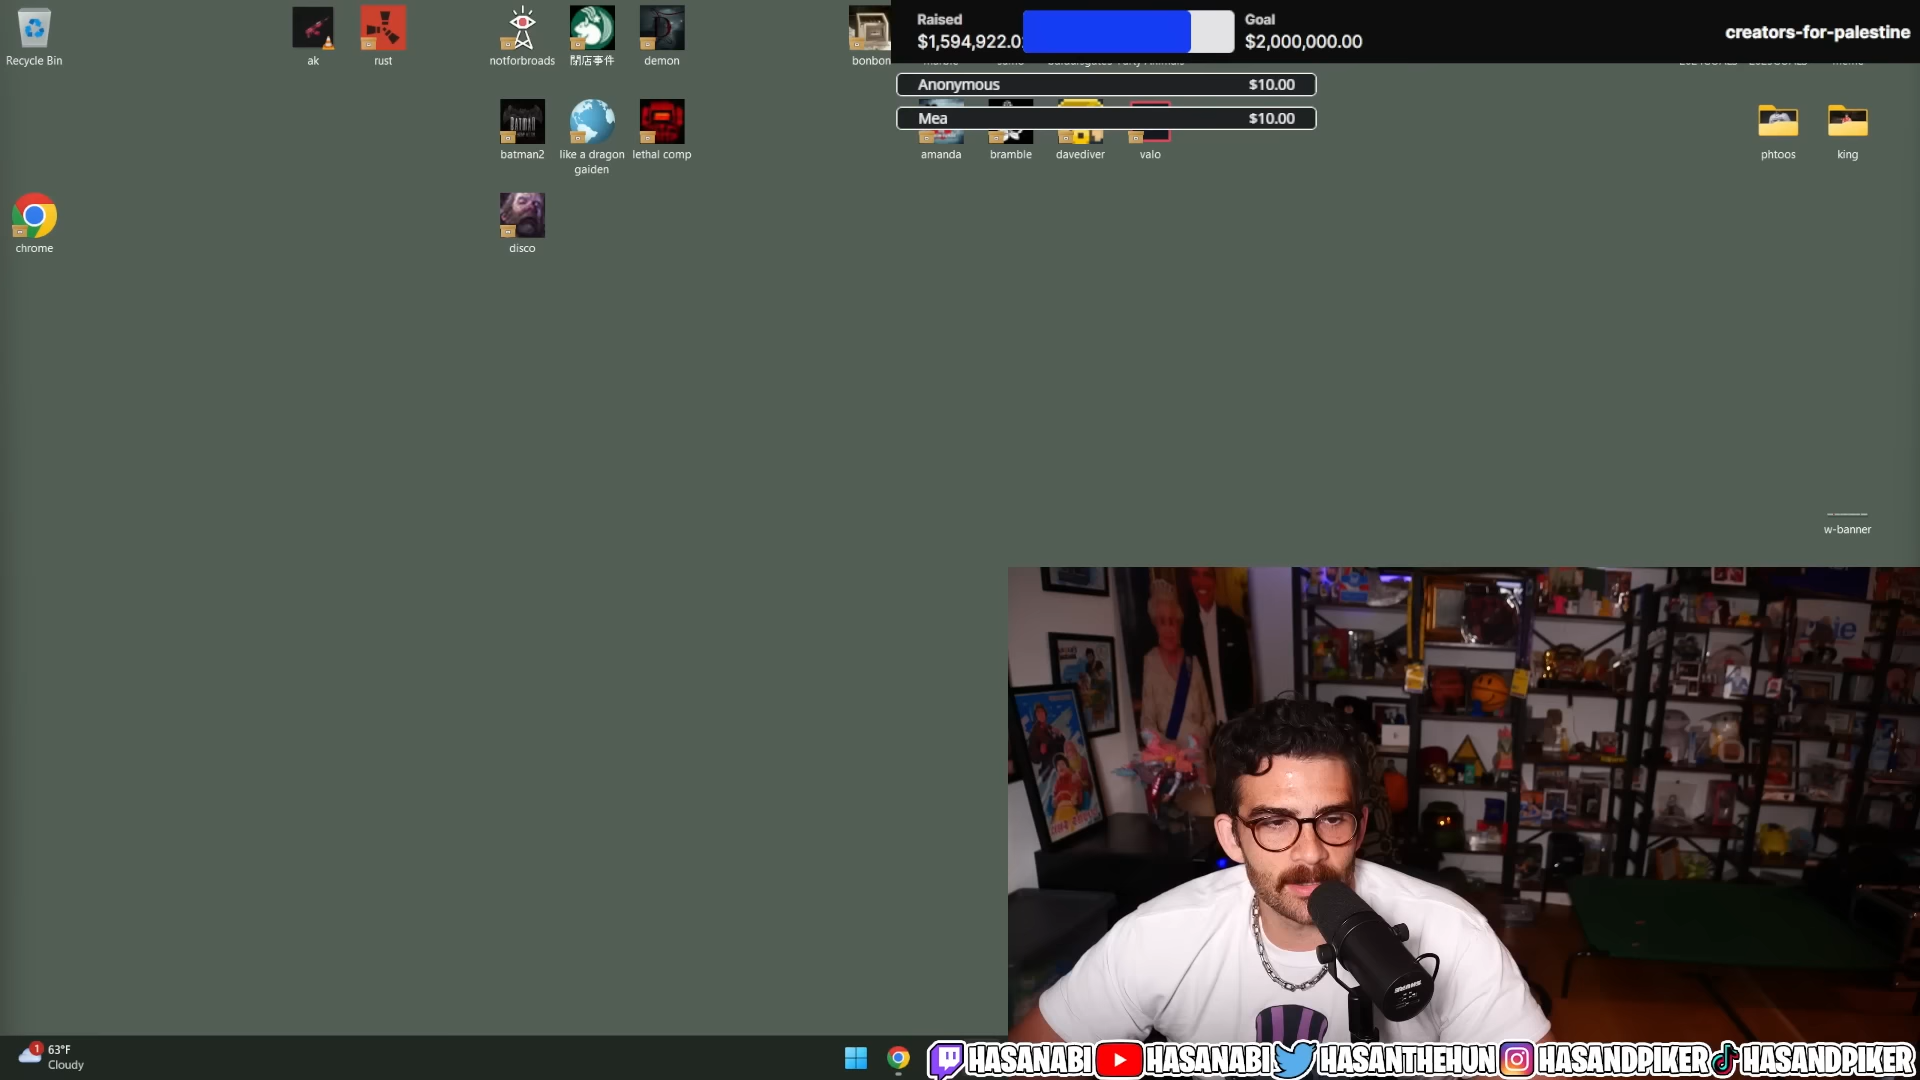 Raised
$1,594,922.0
Goal
$2,000,000.00
creators-for-palestine
Anonymous $10.00
Mea $10.00
Recycle Bin
ak
rust
notforbroads
閉店事件
demon
bonbon
batman2
like a dragon
gaiden
lethal comp
amanda
bramble
davediver
valo
phtoos
king
chrome
disco
w-banner
1
63°F
Cloudy
HASANABI
HASANABI
HASANTHEHUN
HASANDPIKER
HASANDPIKER